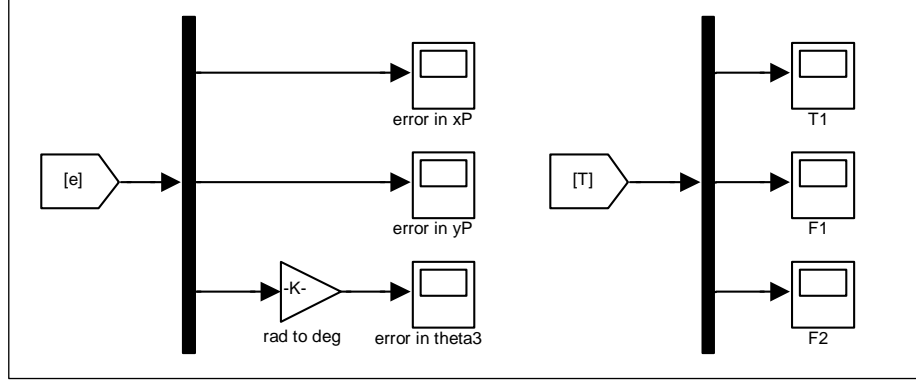 error in xP
T1
[e]
[T]
error in yP
F1
-K-
rad to deg
error in theta3
F2